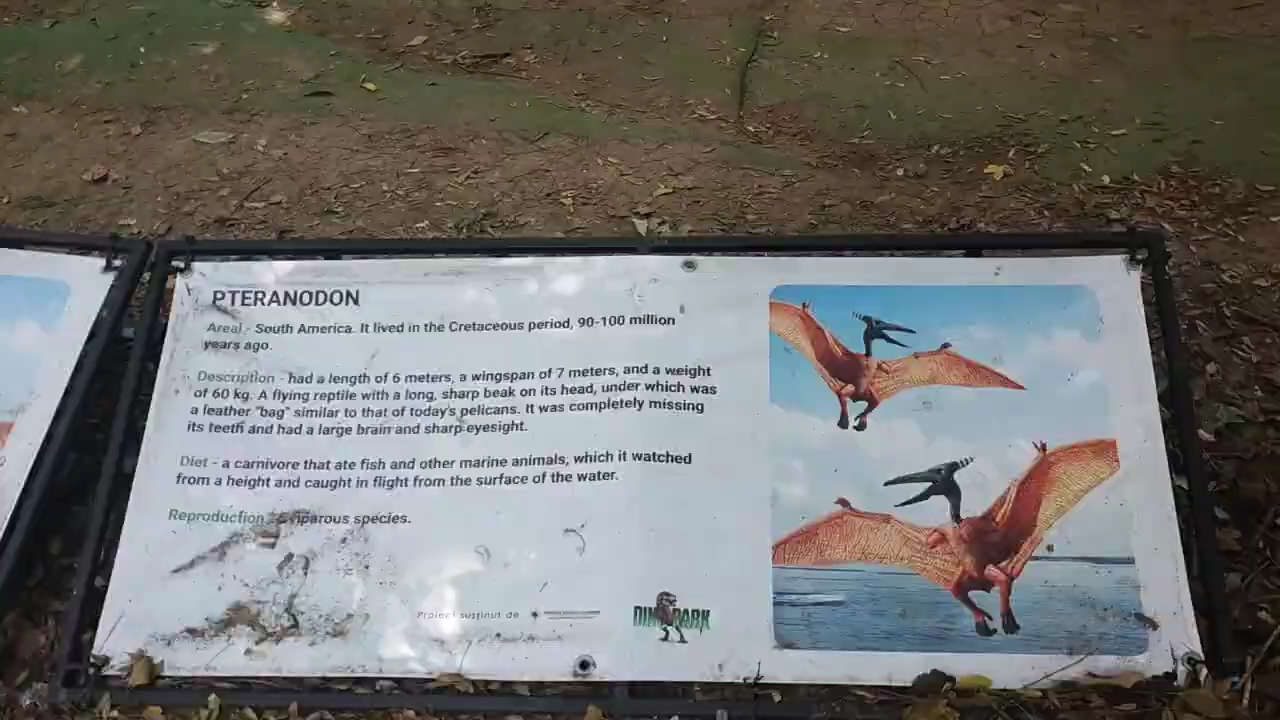 PTERANODON
Areal - South America. It lived in the Cretaceous period, 90-100 million
years ago.
Description - had a length of 6 meters, a wingspan of 7 meters, and a weight
of 60 kg. A flying reptile with a long, sharp beak on its head, under which was
a leather "bag" similar to that of today's pelicans. It was completely missing
its teeth and had a large brain and sharp eyesight.
Diet - a carnivore that ate fish and other marine animals, which it watched
from a height and caught in flight from the surface of the water.
Reproduction species.
Proiect susținut de
DINOPARK